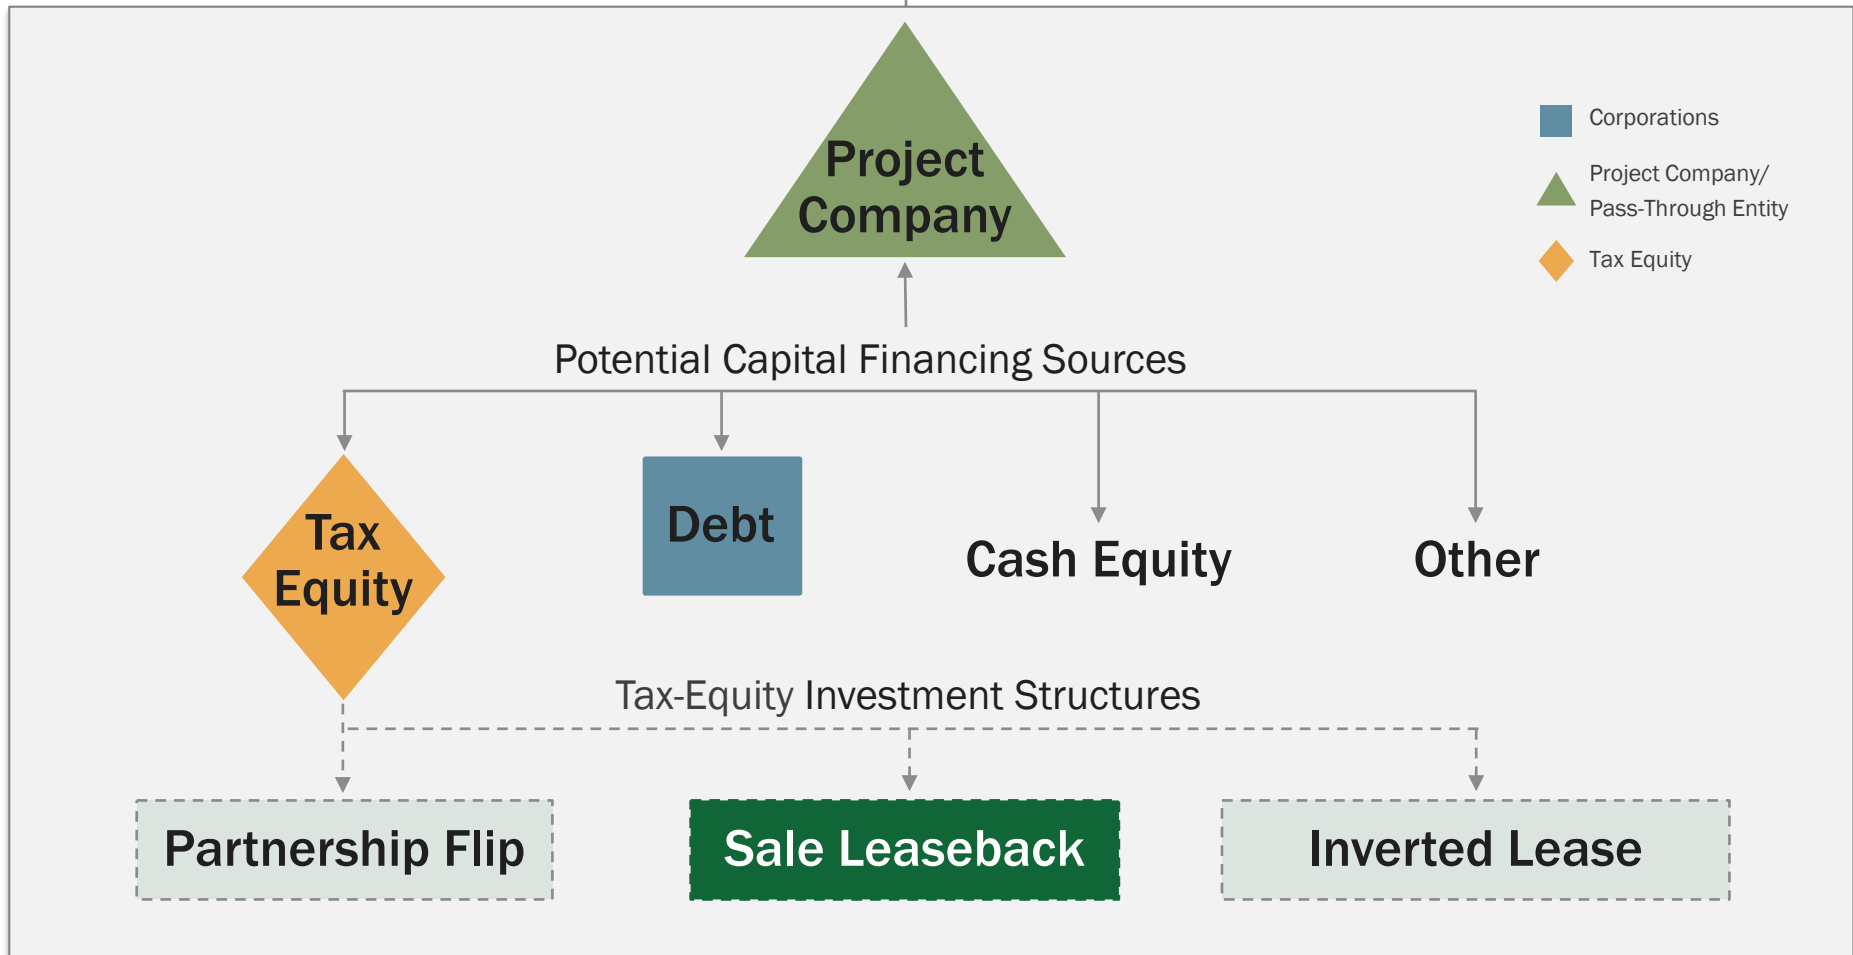 Project
Company
Corporations
Project Company/
Pass-Through Entity
Tax Equity
Potential Capital Financing Sources
Tax
Equity
Debt
Cash Equity
Other
Tax-Equity Investment Structures
Partnership Flip
Sale Leaseback
Inverted Lease